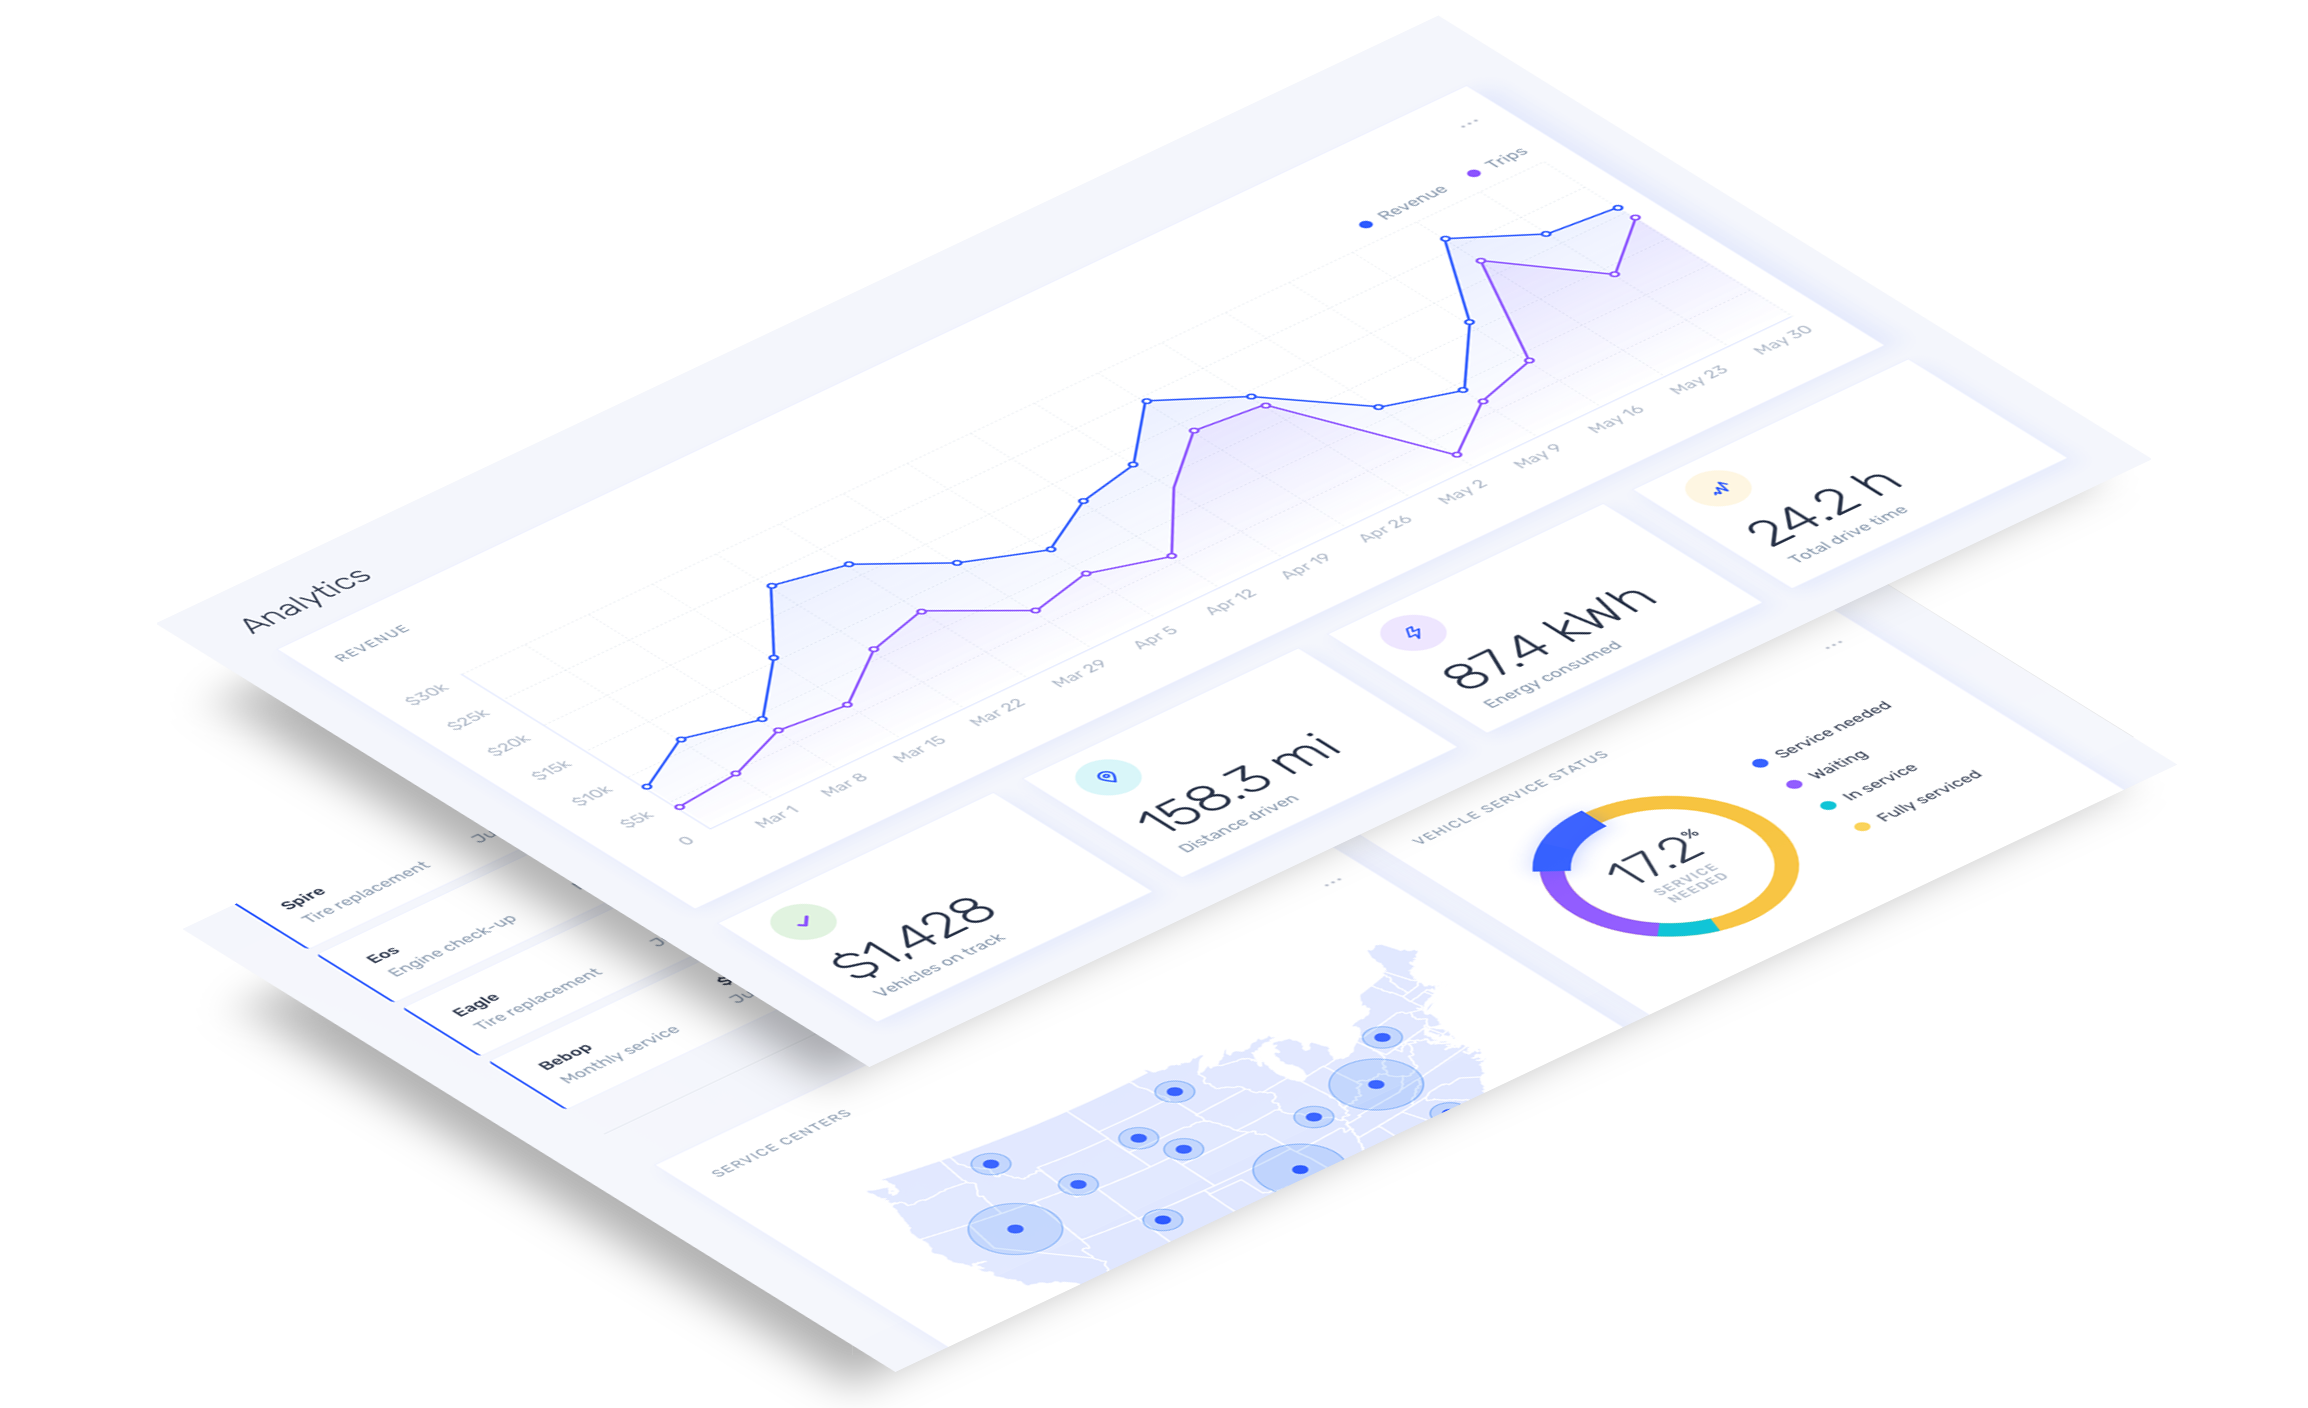 Analytics
REVENUE
Revenue
Trips
$30k
$25k
$20k
$15k
$10k
$5k
0
Mar 1
Mar 8
Mar 15
Mar 22
Mar 29
Apr 5
Apr 12
Apr 19
Apr 26
May 2
May 9
May 16
May 23
May 30
$1,428
Vehicles on track
158.3 mi
Distance driven
87.4 kWh
Energy consumed
24.2 h
Total drive time
Spire
Tire replacement
Eos
Engine check-up
Eagle
Tire replacement
Bebop
Monthly service
$
Ju
SERVICE CENTERS
VEHICLE SERVICE STATUS
17.2%
SERVICE
NEEDED
Service needed
Waiting
In service
Fully serviced